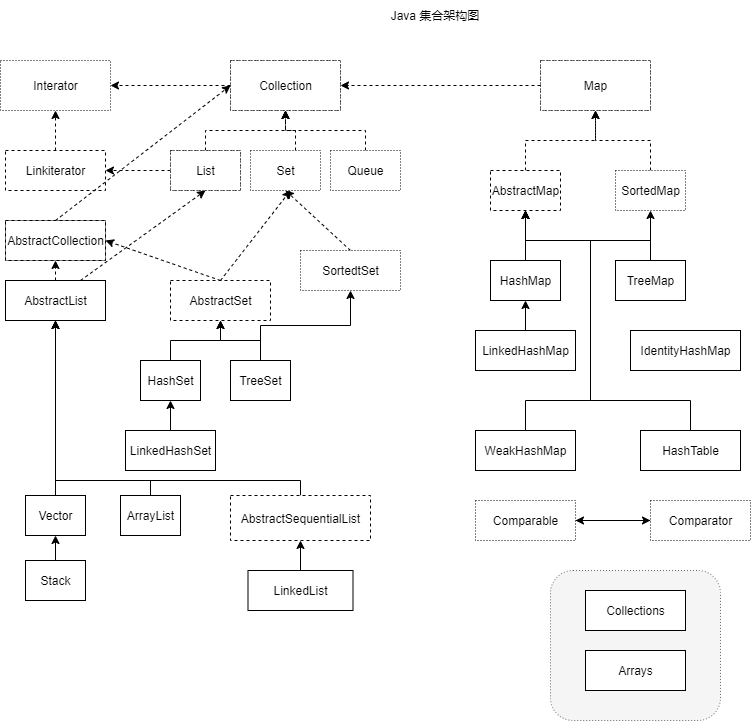 Java 集合架构图
Interator
Collection
Map
Linkiterator
List
Set
Queue
AbstractMap
SortedMap
AbstractCollection
SortedtSet
HashMap
TreeMap
AbstractList
AbstractSet
LinkedHashMap
IdentityHashMap
HashSet
TreeSet
LinkedHashSet
WeakHashMap
HashTable
Vector
ArrayList
AbstractSequentialList
Comparable
Comparator
Stack
LinkedList
Collections
Arrays